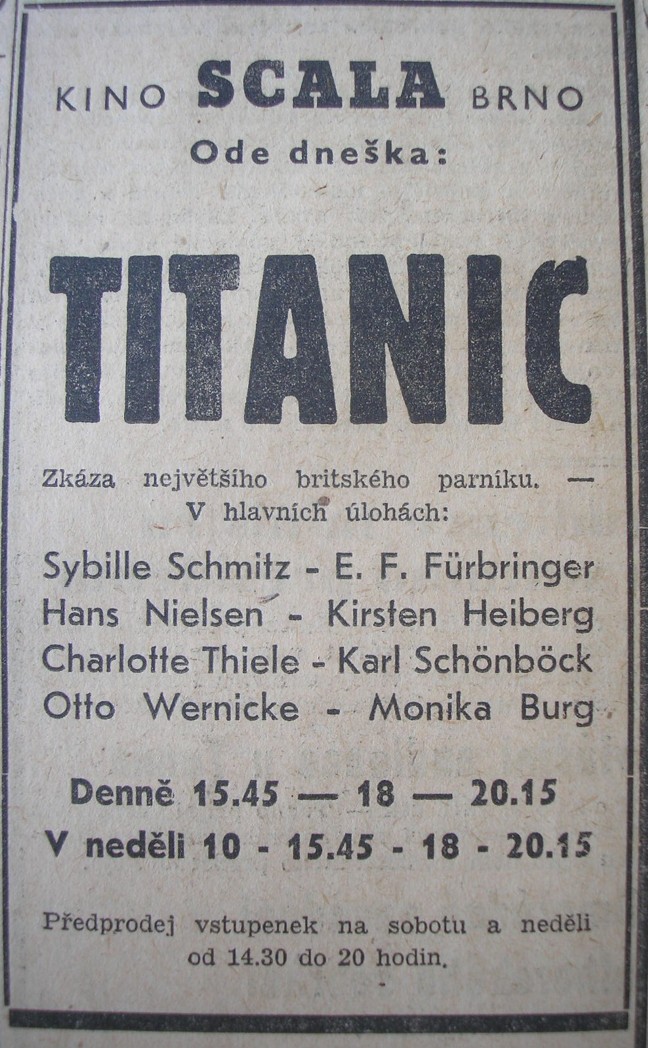 KINO SCALA BRNO
Ode dneška:
TITANIC
Zkáza největšího britského parníku. —
V hlavních úlohách:
Sybille Schmitz - E. F. Fürbringer
Hans Nielsen - Kirsten Heiberg
Charlotte Thiele - Karl Schönböck
Otto Wernicke - Monika Burg
Denně 15.45 — 18 — 20.15
V neděli 10 - 15.45 - 18 - 20.15
Předprodej vstupenek na sobotu a neděli
od 14.30 do 20 hodin.